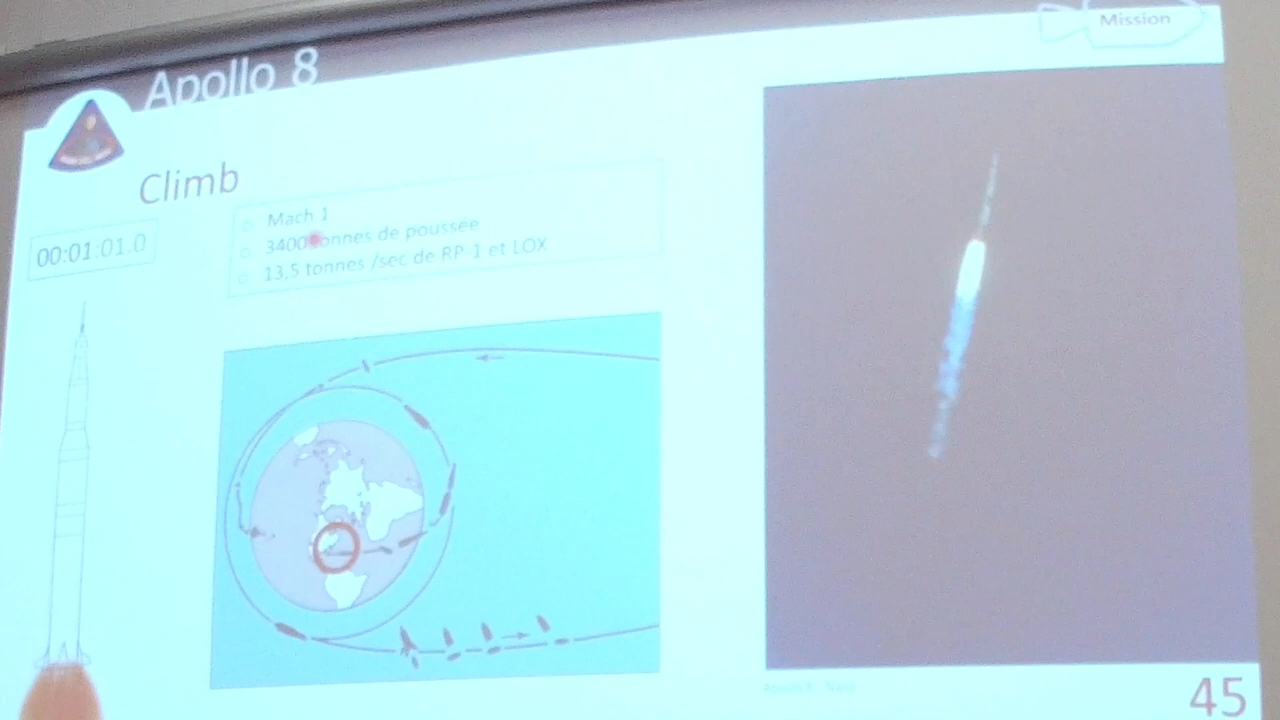 Mission
Apollo 8
Climb
00:01:01.0
Mach 1
3400 tonnes de poussée
13,5 tonnes /sec de RP-1 et LOX
45